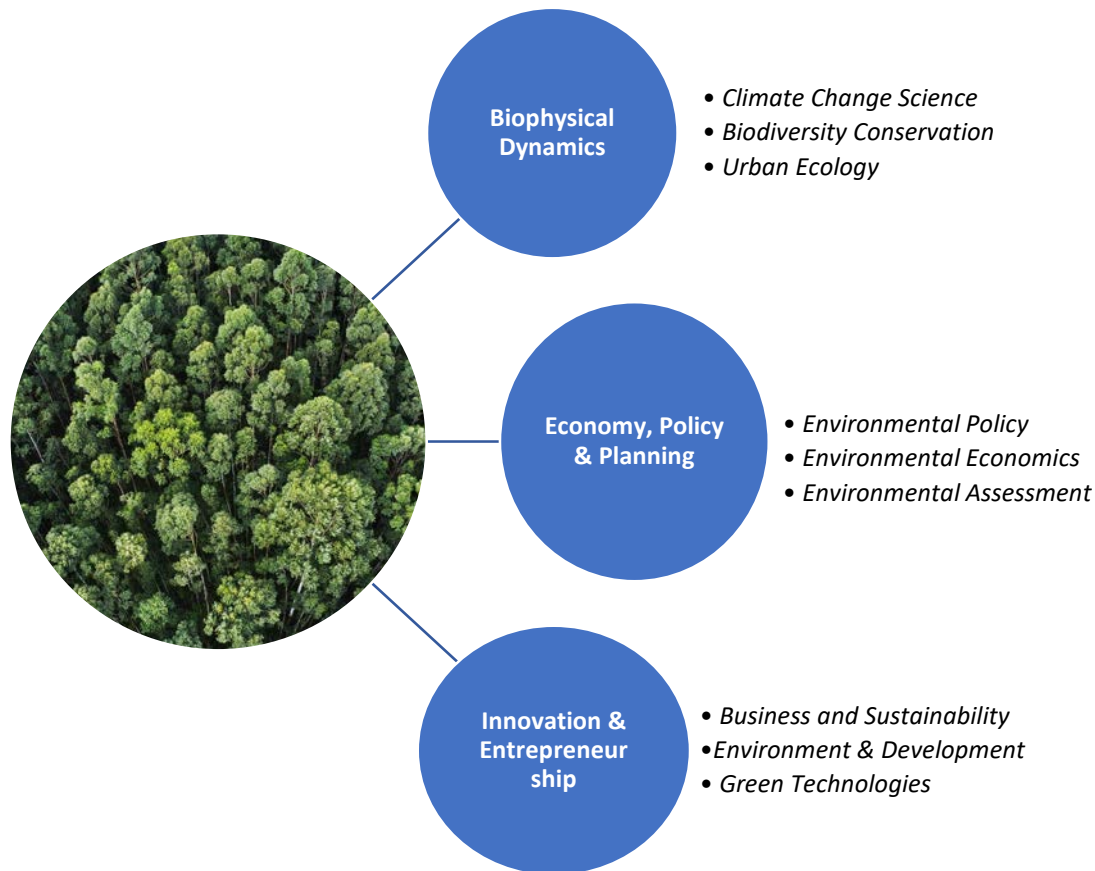 Biophysical
Dynamics
• Climate Change Science
• Biodiversity Conservation
• Urban Ecology
Economy, Policy
& Planning
• Environmental Policy
• Environmental Economics
• Environmental Assessment
Innovation &
Entrepreneur
ship
• Business and Sustainability
•Environment & Development
• Green Technologies